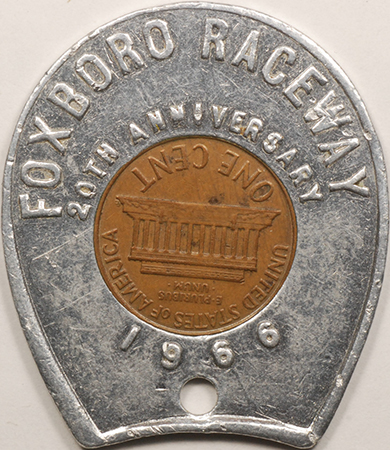 FOXBORO RACEWAY
20TH ANNIVERSARY
E·PLURIBUS
UNUM·
UNITED STATES OF AMERICA
ONE CENT
1966